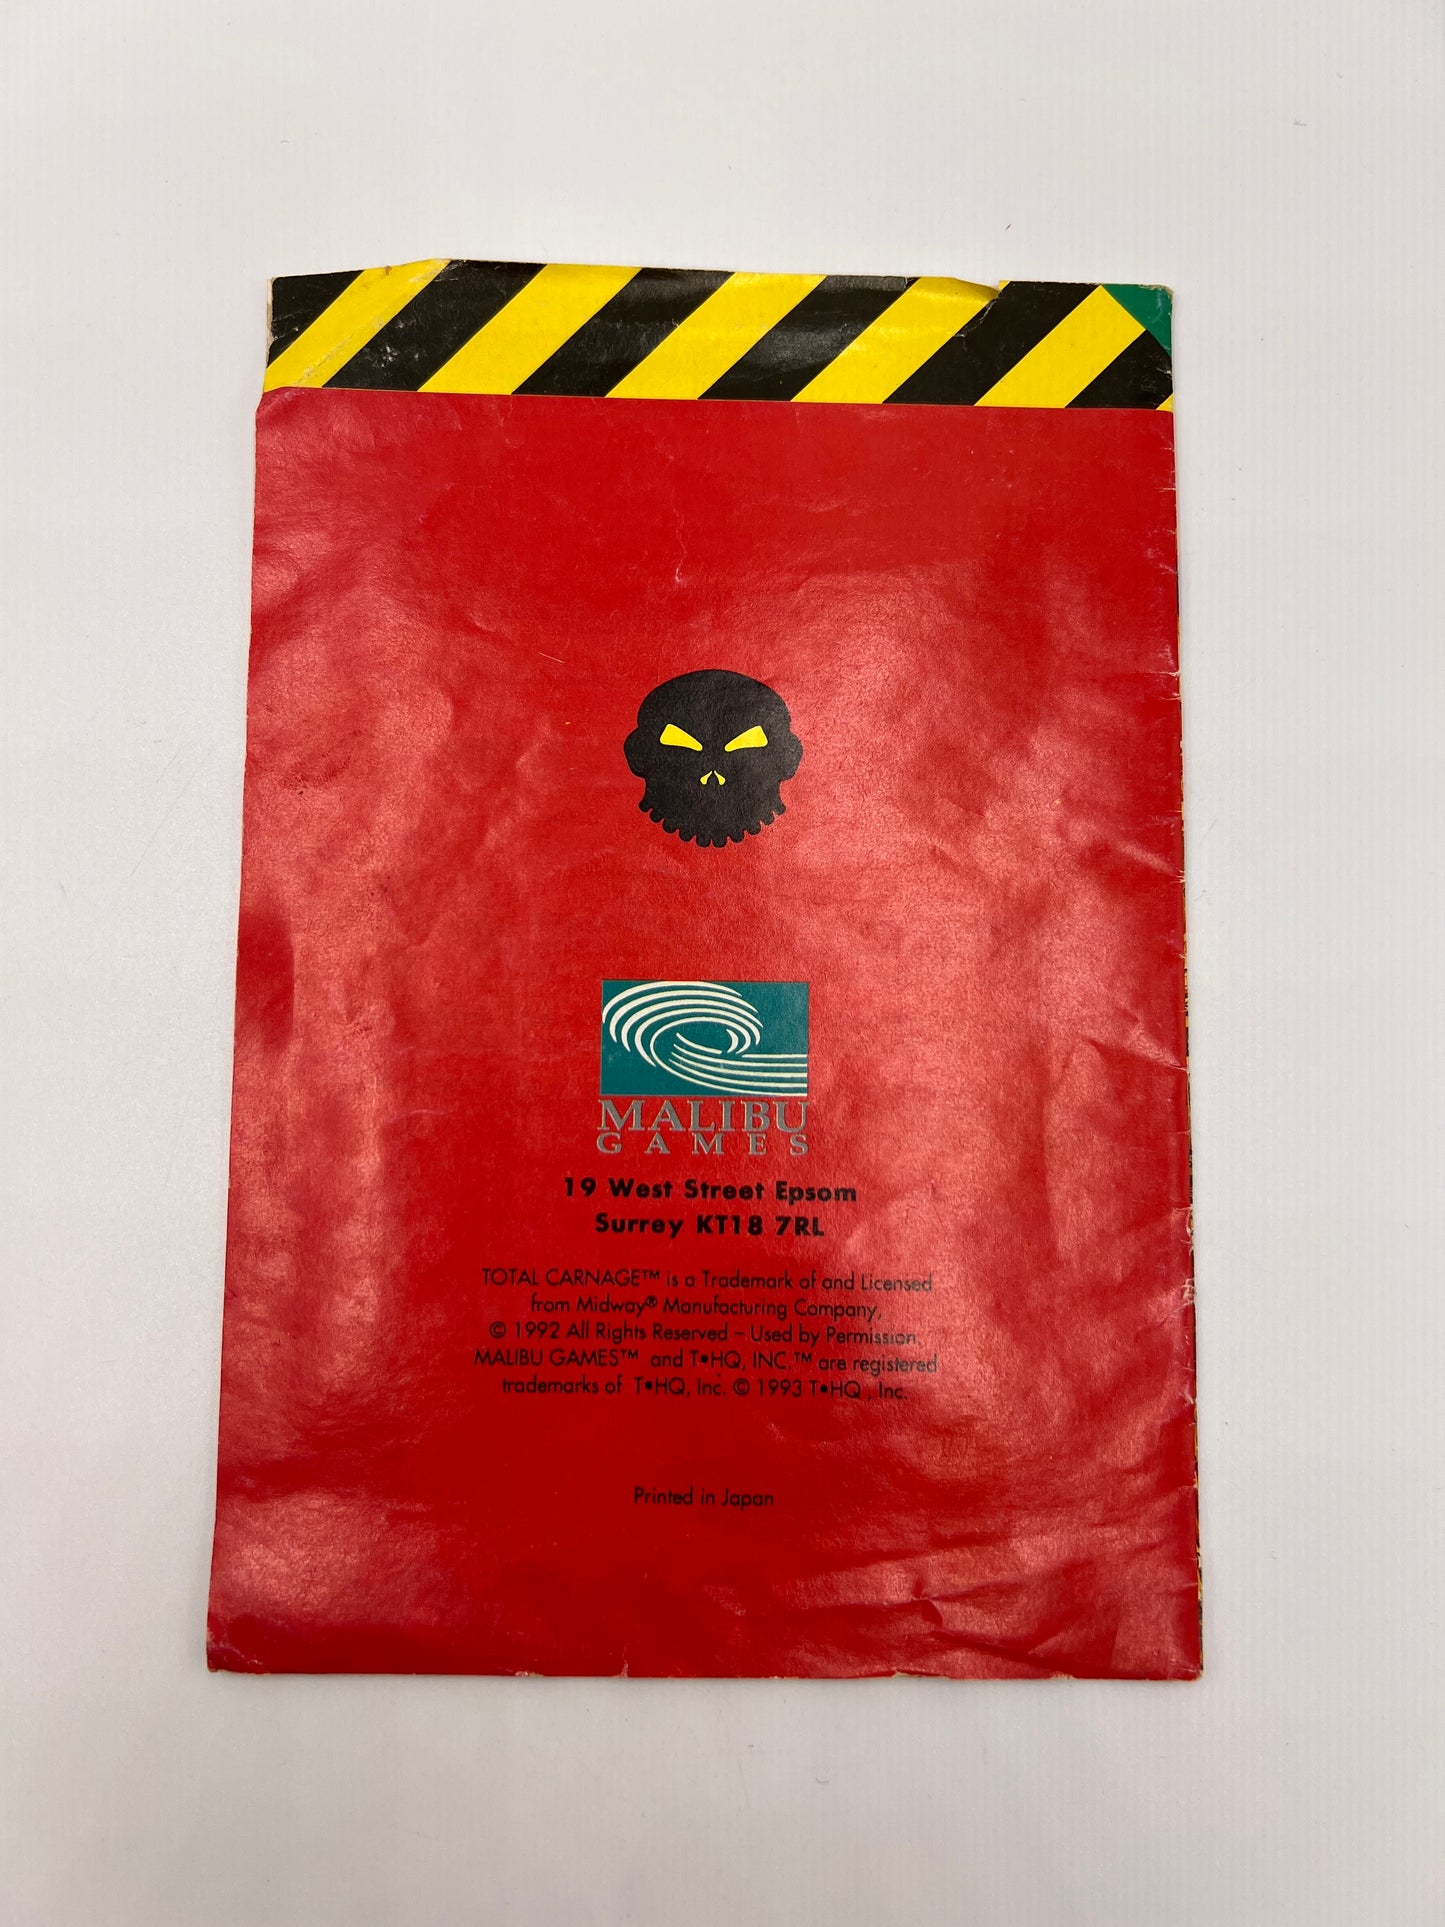 MALIBU
GAMES
19 West Street Epsom
Surrey KT18 7RL
TOTAL CARNAGE™ is a Trademark of and Licensed
from Midway® Manufacturing Company,
© 1992 All Rights Reserved – Used by Permission,
MALIBU GAMES™ and T•HQ, INC.™ are registered
trademarks of T•HQ, Inc. © 1993 T•HQ , Inc.
Printed in Japan